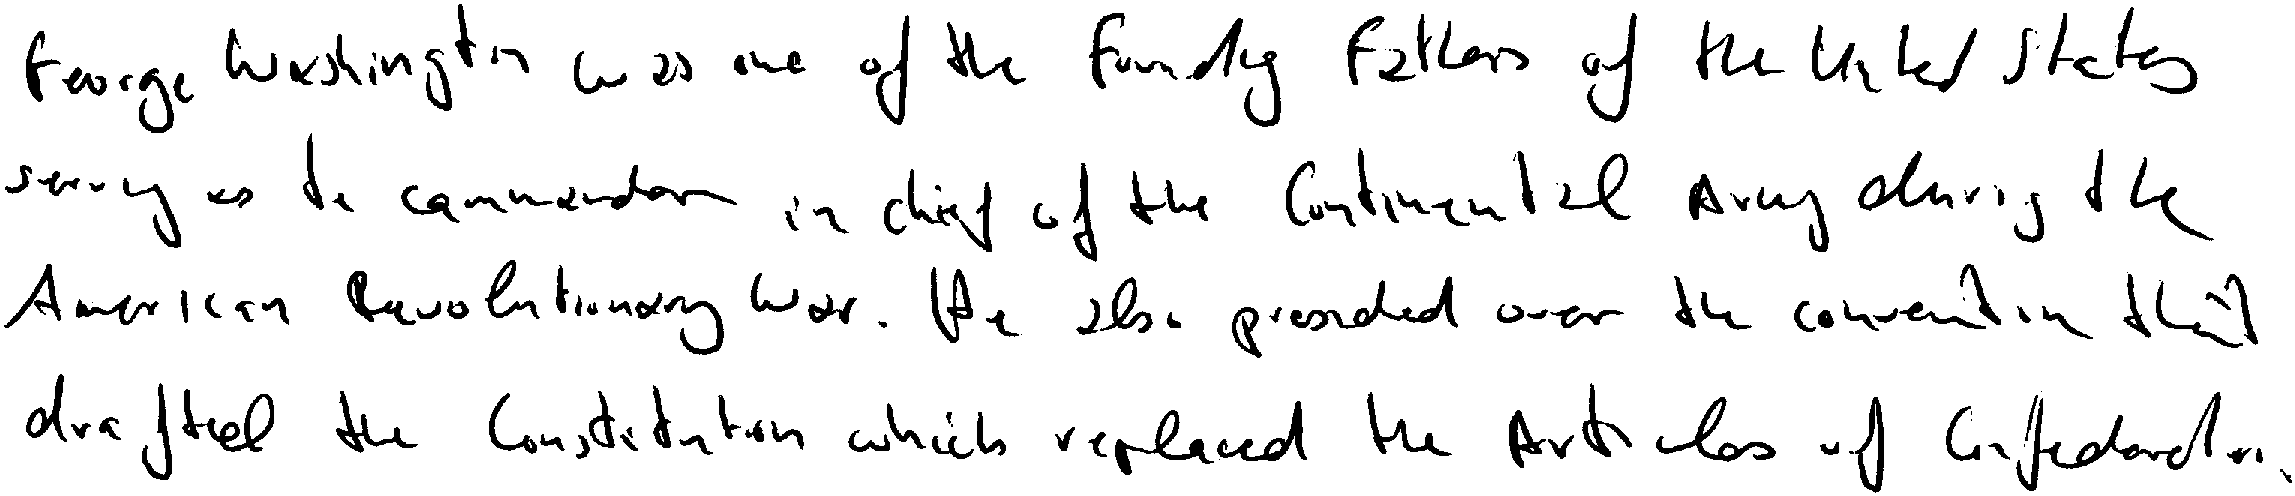 George Washington was one of the Founding Fathers of the United States
serving as the commander in chief of the Continental Army during the
American Revolutionary War. He also presided over the convention that
drafted the Constitution which replaced the Articles of Confederation.